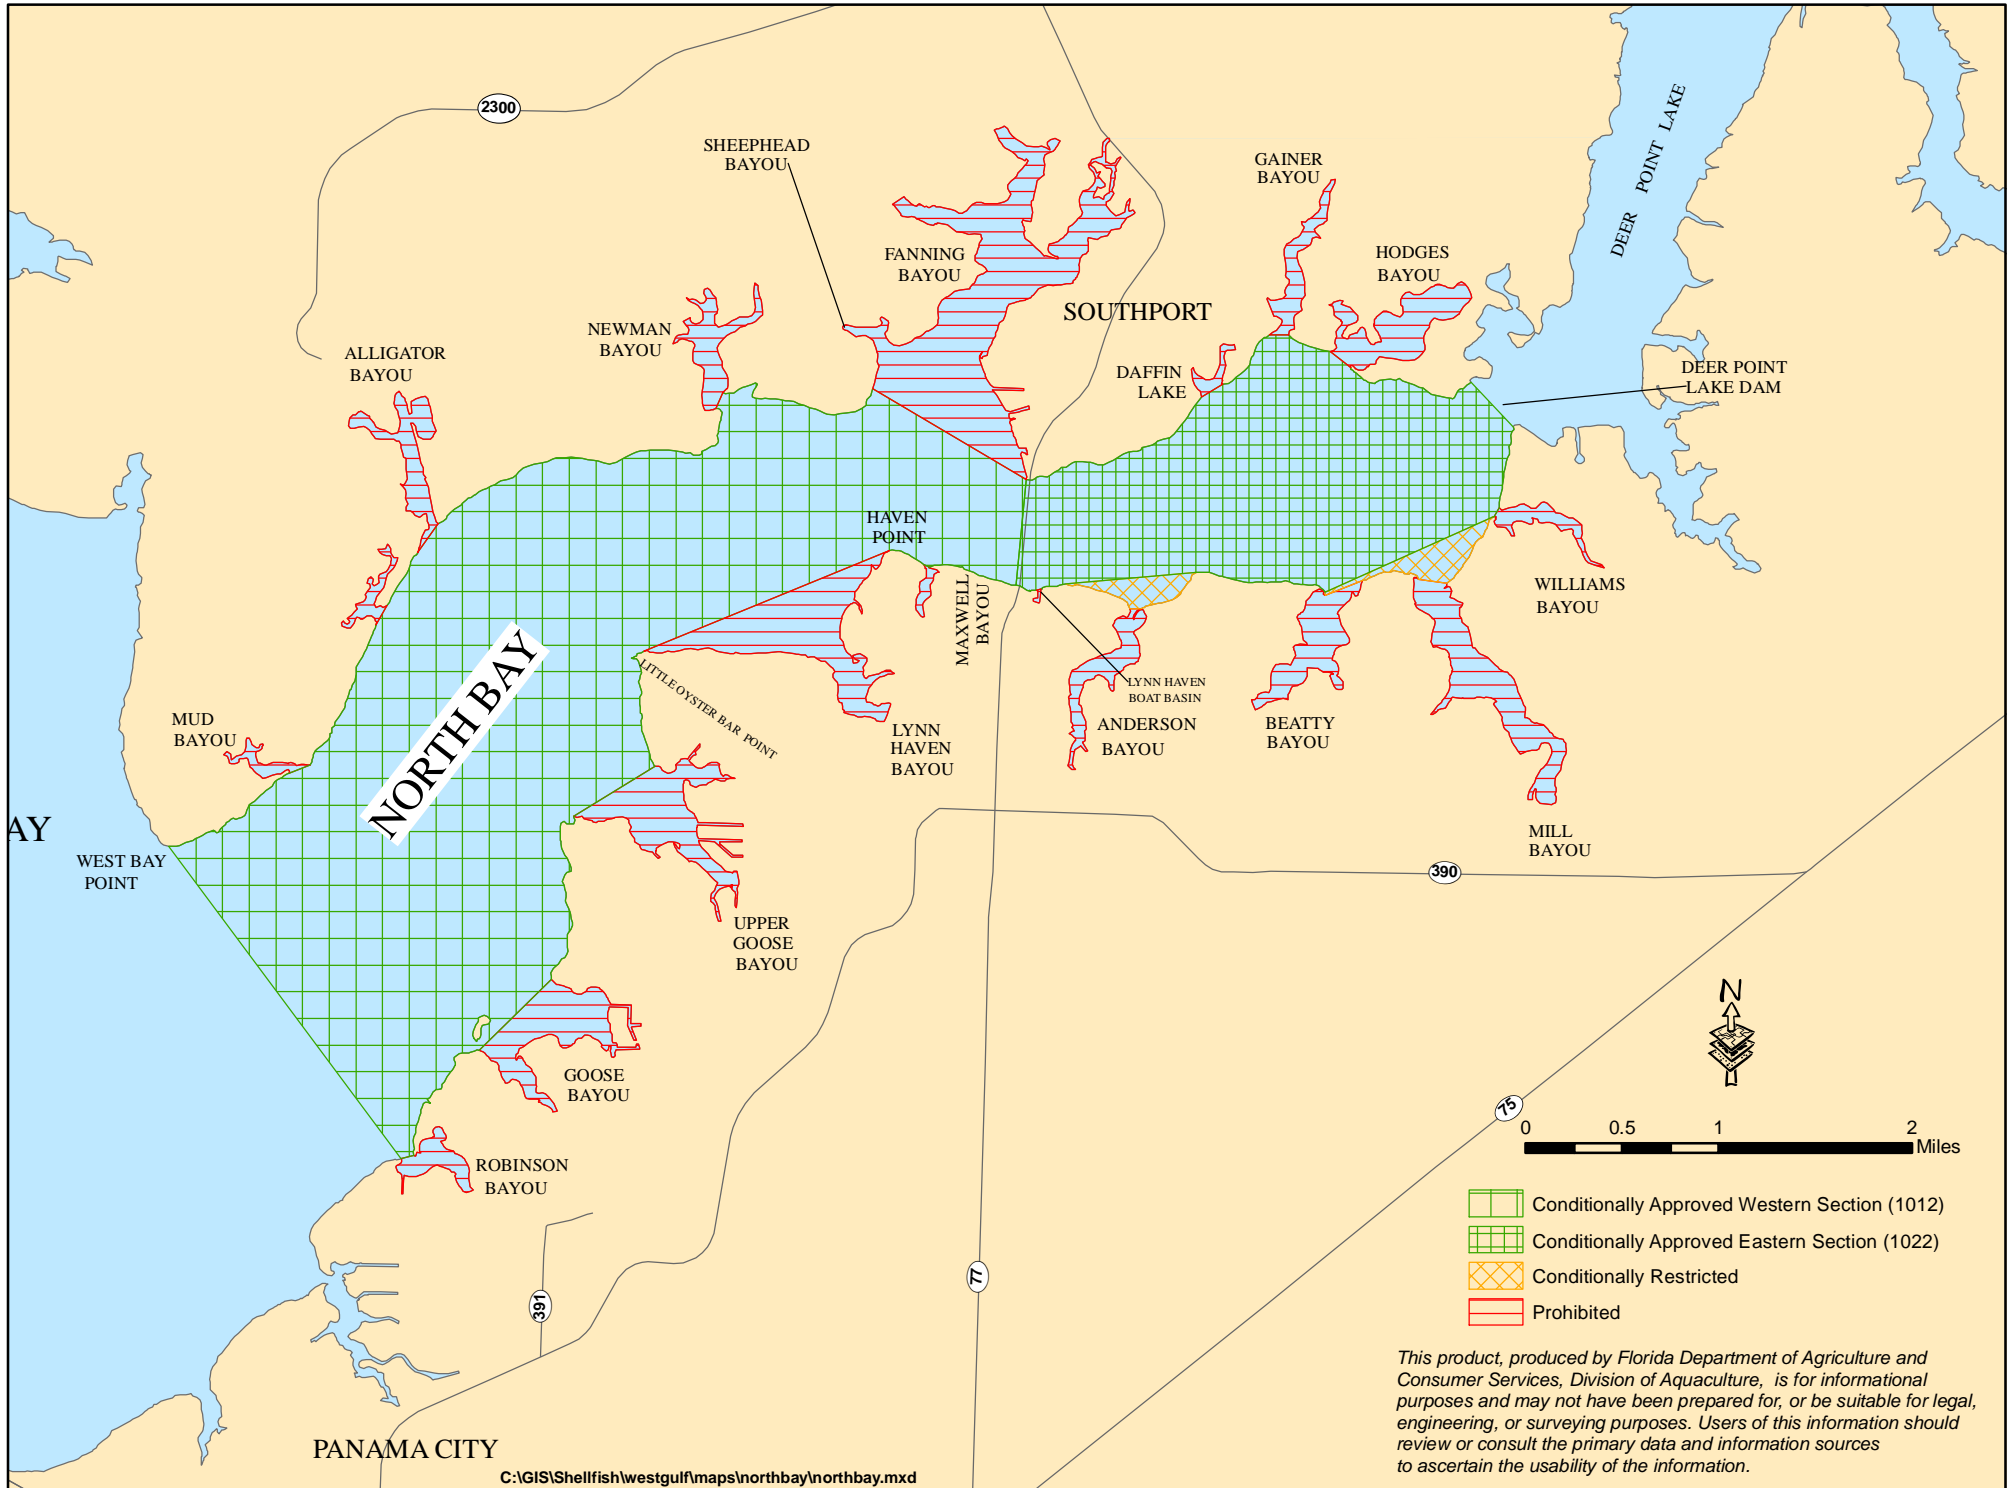 2300
SHEEPHEAD
BAYOU
GAINER
BAYOU
DEER POINT LAKE
FANNING
BAYOU
HODGES
BAYOU
SOUTHPORT
NEWMAN
BAYOU
ALLIGATOR
BAYOU
DAFFIN
LAKE
DEER POINT
LAKE DAM
HAVEN
POINT
MAXWELL
BAYOU
WILLIAMS
BAYOU
NORTH BAY
LITTLE OYSTER BAR POINT
LYNN HAVEN
BOAT BASIN
MUD
BAYOU
LYNN
HAVEN
BAYOU
ANDERSON
BAYOU
BEATTY
BAYOU
AY
WEST BAY
POINT
MILL
BAYOU
390
UPPER
GOOSE
BAYOU
N
GOOSE
BAYOU
75
0 0.5 1 2
Miles
ROBINSON
BAYOU
Conditionally Approved Western Section (1012)
Conditionally Approved Eastern Section (1022)
Conditionally Restricted
Prohibited
77
391
This product, produced by Florida Department of Agriculture and
Consumer Services, Division of Aquaculture, is for informational
purposes and may not have been prepared for, or be suitable for legal,
engineering, or surveying purposes. Users of this information should
review or consult the primary data and information sources
to ascertain the usability of the information.
PANAMA CITY
C:\GIS\Shellfish\westgulf\maps\northbay\northbay.mxd